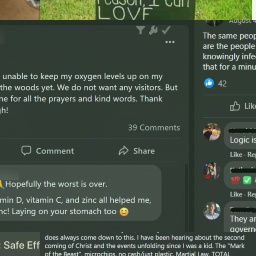 reason, I can
LOVE
unable to keep my oxygen levels up on my
the woods yet. We do not want any visitors. But
e for all the prayers and kind words. Thank
gh!
39 Comments
Comment
Share
Hopefully the worst is over.
min D, vitamin C, and zinc all helped me,
nc! Laying on your stomach too
Safe Eff
does always come down to this. I have been hearing about the second
coming of Christ and the events unfolding since I was a kid. The "Mark
of the Beast", microchips, no cash/just plastic, Martial Law, TOTAL
August
The same peop
are the people
knowingly infec
that for a minu
42
Lik
Logic is
Like · Re
Like · Rep
They ar
governe